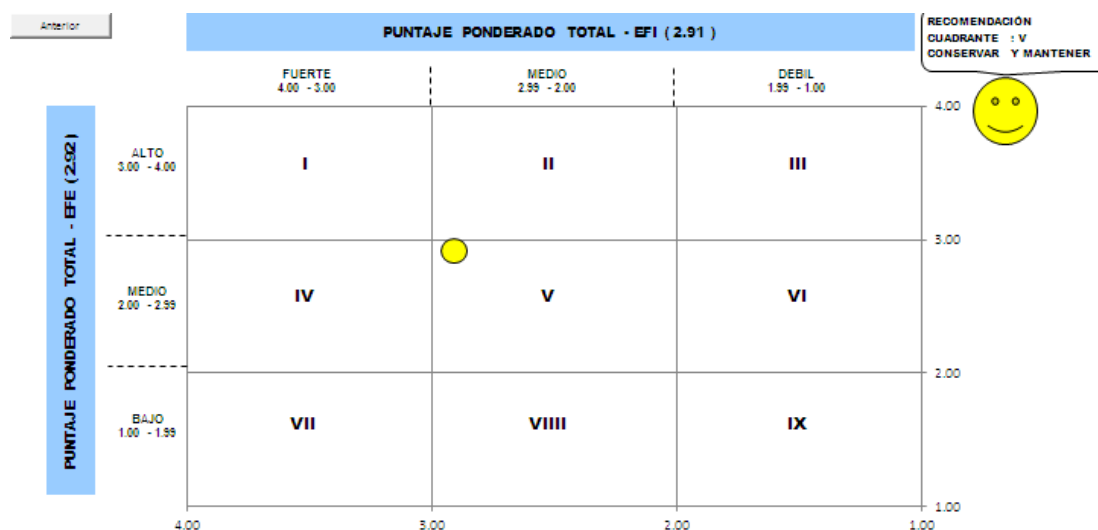 Anterior
PUNTAJE PONDERADO TOTAL - EFI ( 2.91 )
RECOMENDACIÓN
CUADRANTE : V
CONSERVAR Y MANTENER
FUERTE
4.00 - 3.00
MEDIO
2.99 - 2.00
DEBIL
1.99 - 1.00
4.00
PUNTAJE PONDERADO TOTAL - EFE ( 2.92 )
ALTO
3.00 - 4.00
I
II
III
3.00
MEDIO
2.00 - 2.99
IV
V
VI
2.00
BAJO
1.00 - 1.99
VII
VIIII
IX
1.00
4.00
3.00
2.00
1.00